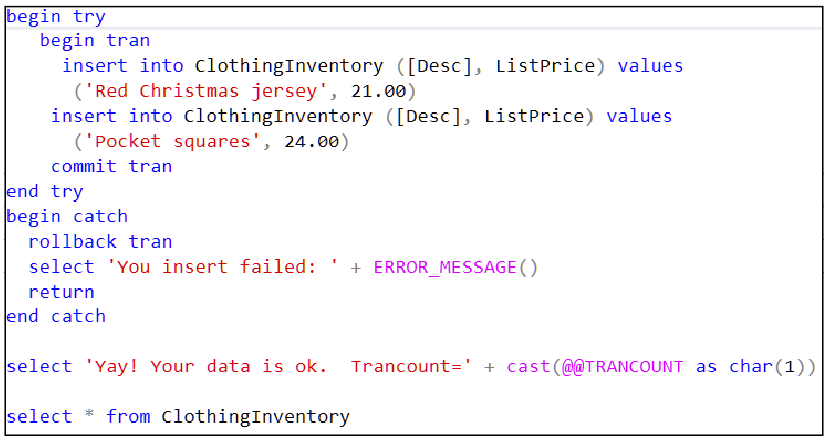 begin try
begin tran
insert into ClothingInventory ([Desc], ListPrice) values
('Red Christmas jersey', 21.00)
insert into ClothingInventory ([Desc], ListPrice) values
('Pocket squares', 24.00)
commit tran
end try
begin catch
rollback tran
select 'You insert failed: ' + ERROR_MESSAGE()
return
end catch
select 'Yay! Your data is ok.  Trancount=' + cast(@@TRANCOUNT as char(1))
select * from ClothingInventory